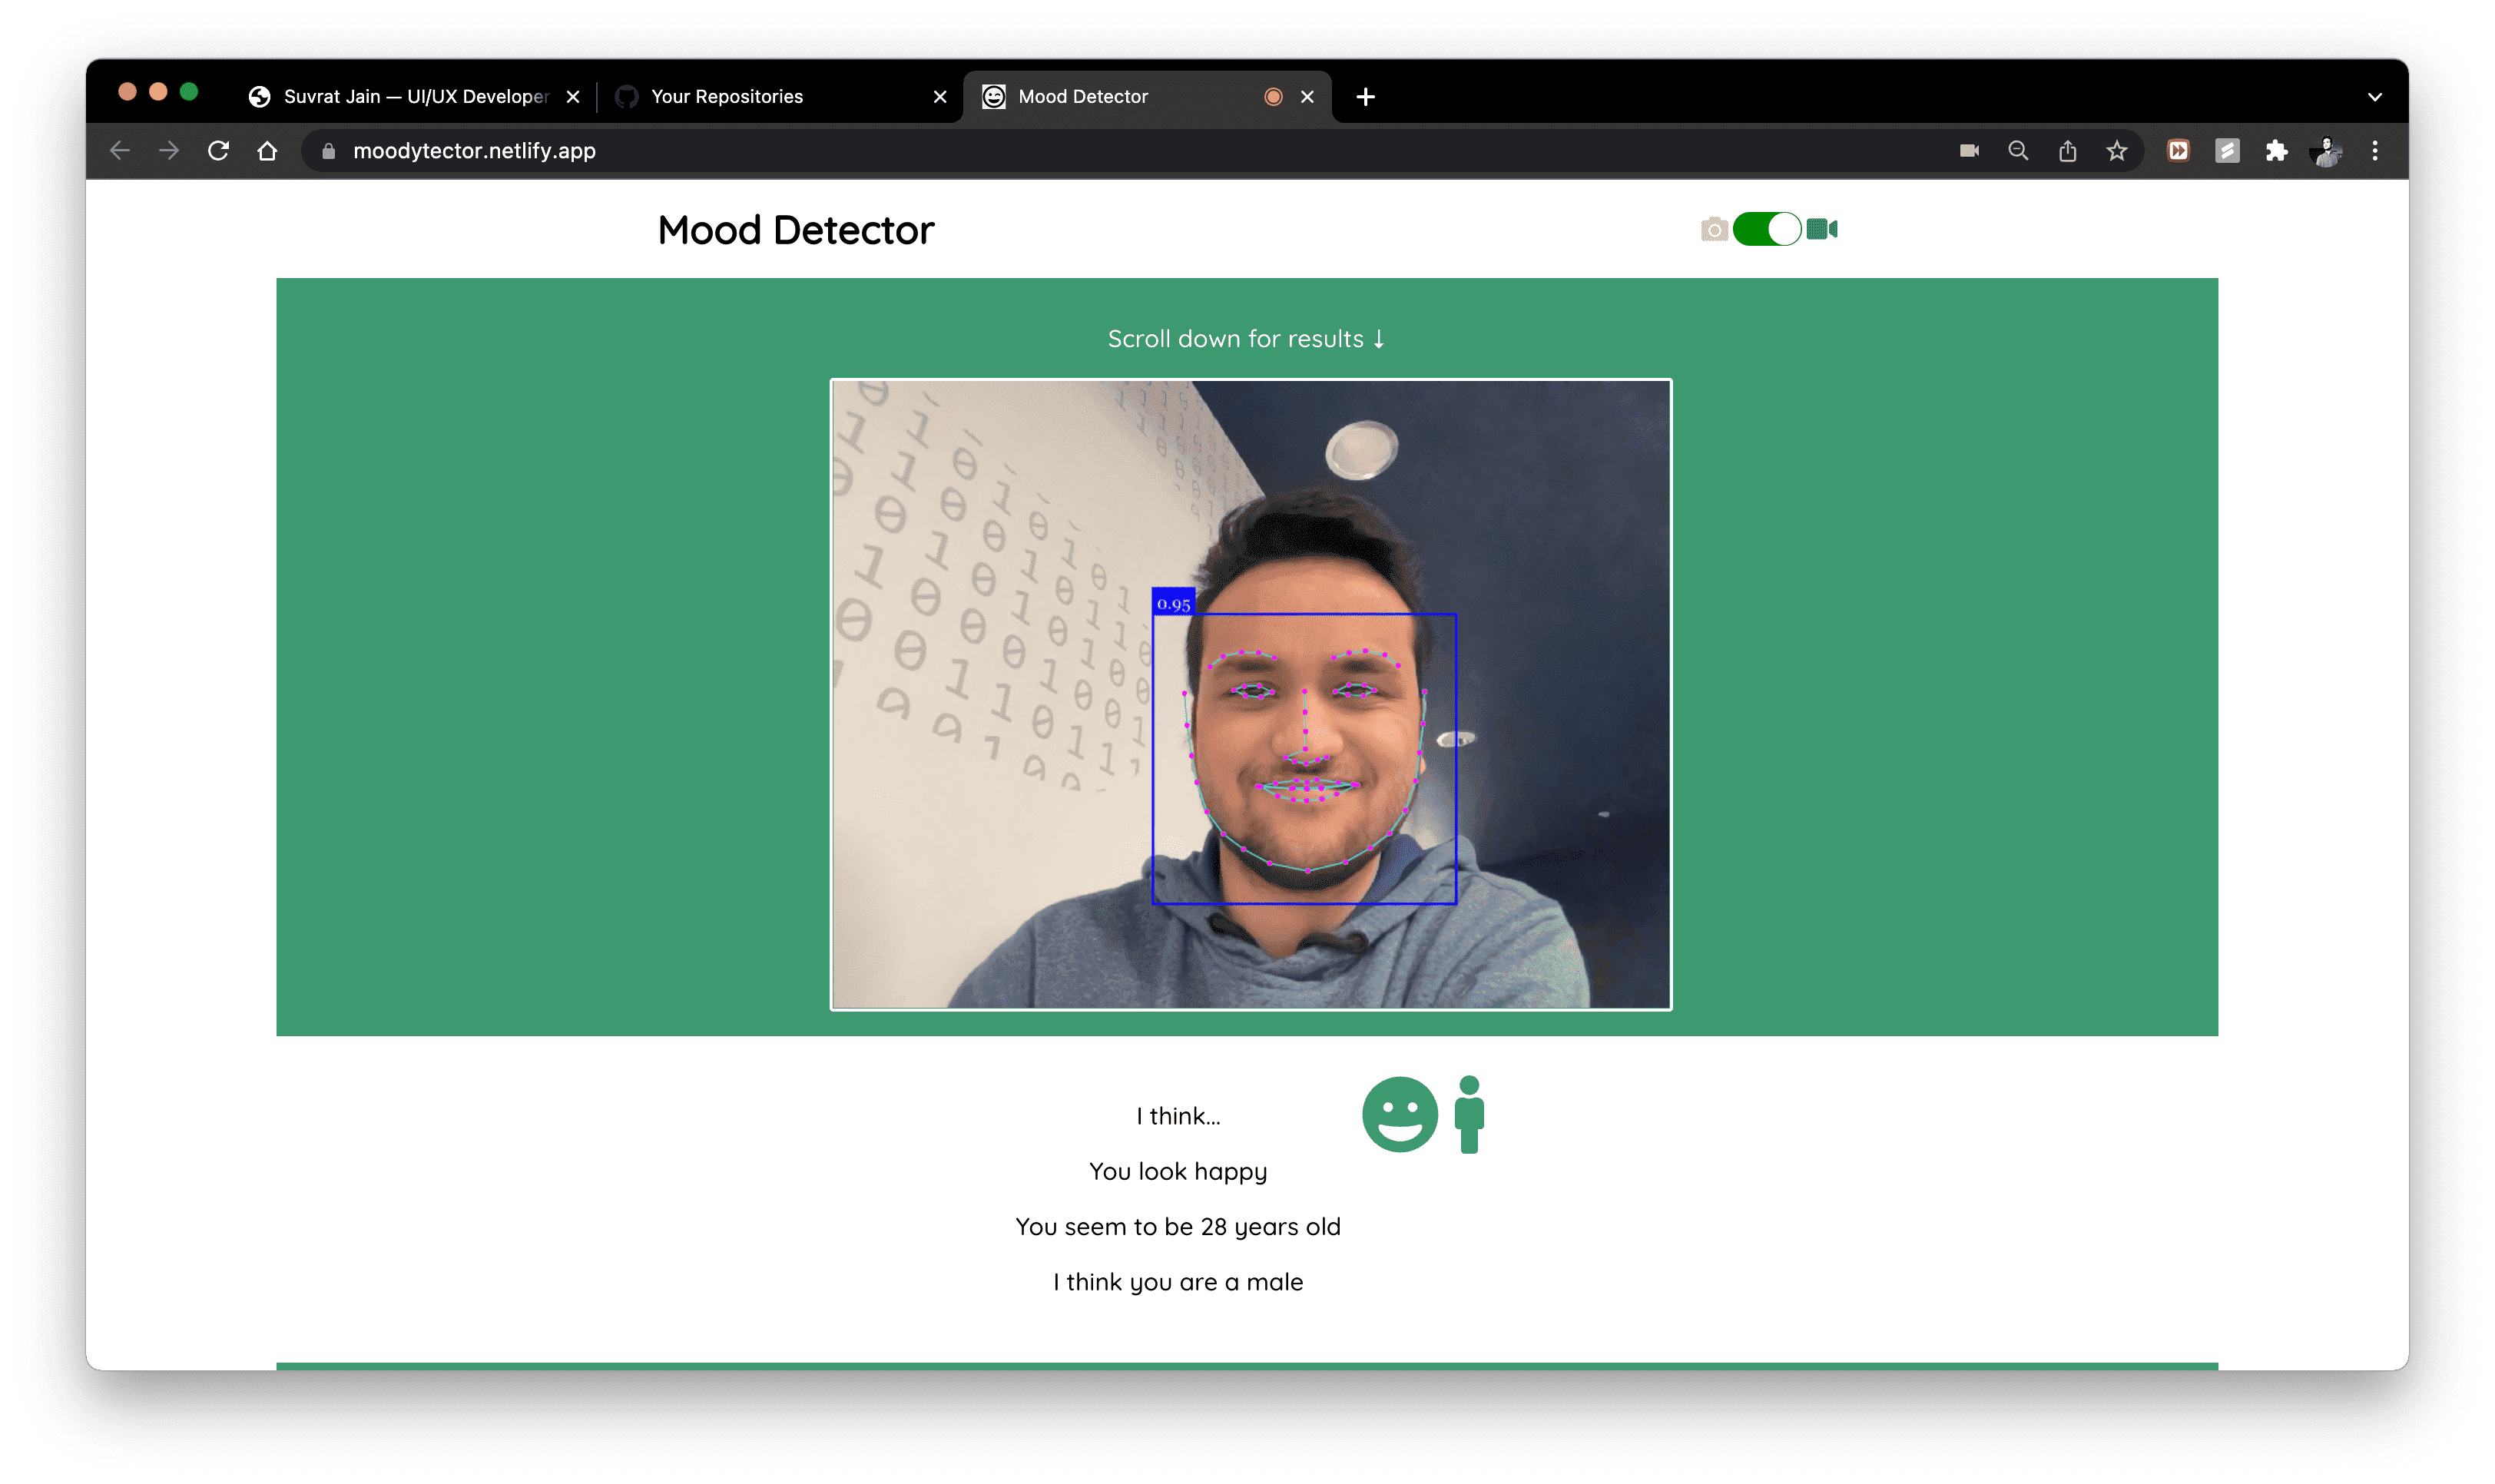 Suvrat Jain — UI/UX Developer
Your Repositories
Mood Detector
moodytector.netlify.app
Mood Detector
Scroll down for results ↓
0.95
I think...
You look happy
You seem to be 28 years old
I think you are a male